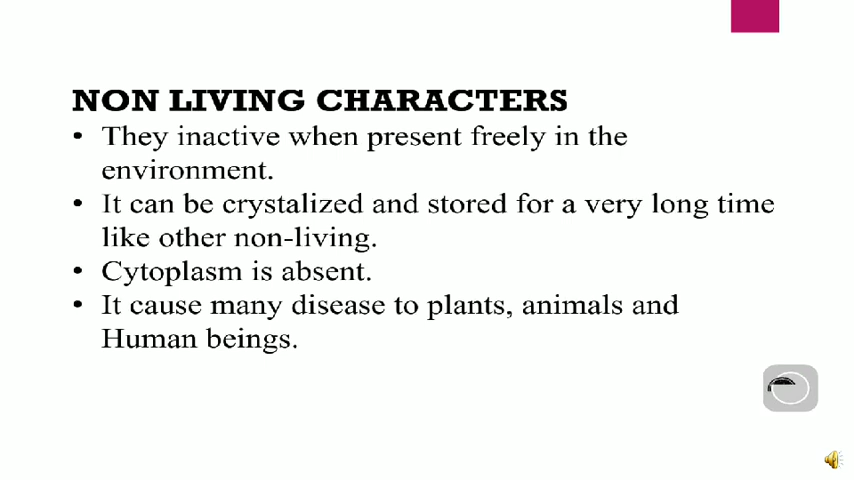 NON LIVING CHARACTERS
• They inactive when present freely in the
environment.
• It can be crystalized and stored for a very long time
like other non-living.
• Cytoplasm is absent.
• It cause many disease to plants, animals and
Human beings.